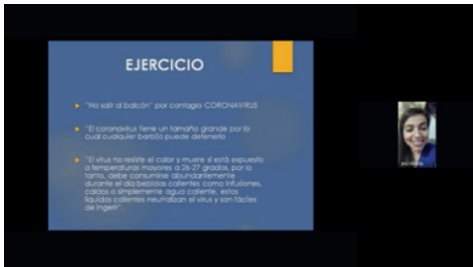 EJERCICIO
"No salir al balcón" por contagio CORONAVIRUS
"El coronavirus tiene un tamaño grande por lo
cual cualquier barbijo puede detenerlo
"El virus no resiste el calor y muere si está expuesto
a temperaturas mayores a 26-27 grados, por lo
tanto, debe consumirse abundantemente
durante el día bebidas calientes como infusiones,
caldos o simplemente agua caliente, estos
líquidos calientes neutralizan el virus y son fáciles
de ingerir".